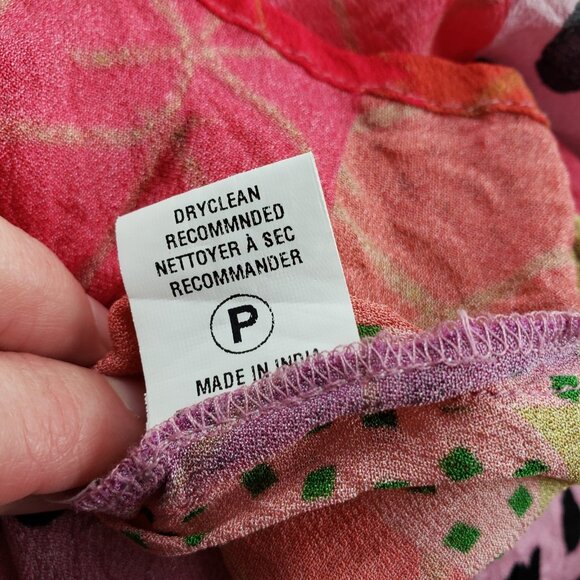 DRYCLEAN
RECOMMNDED
NETTOYER À SEC
RECOMMANDER
P
MADE IN INDIA